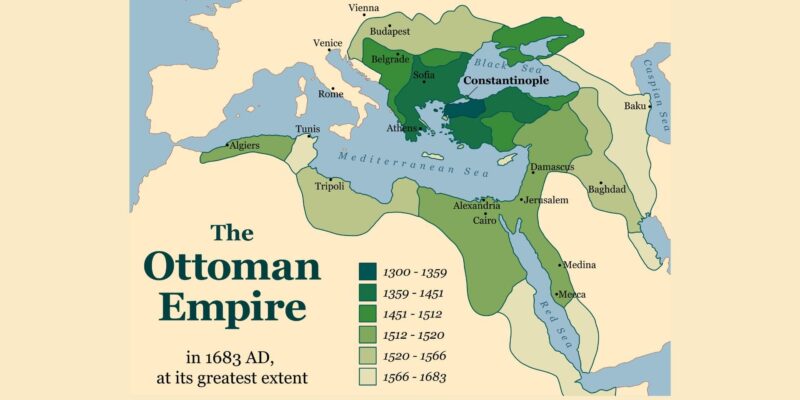 Vienna
Budapest
Venice
Belgrade
Black Sea
Sofia
Constantinople
Caspian Sea
Rome
Baku
Athens
Tunis
Algiers
Mediterranean Sea
Damascus
Tripoli
Baghdad
Alexandria
Jerusalem
Cairo
Medina
Mecca
Red Sea
The
Ottoman
Empire
in 1683 AD,
at its greatest extent
1300 - 1359
1359 - 1451
1451 - 1512
1512 - 1520
1520 - 1566
1566 - 1683